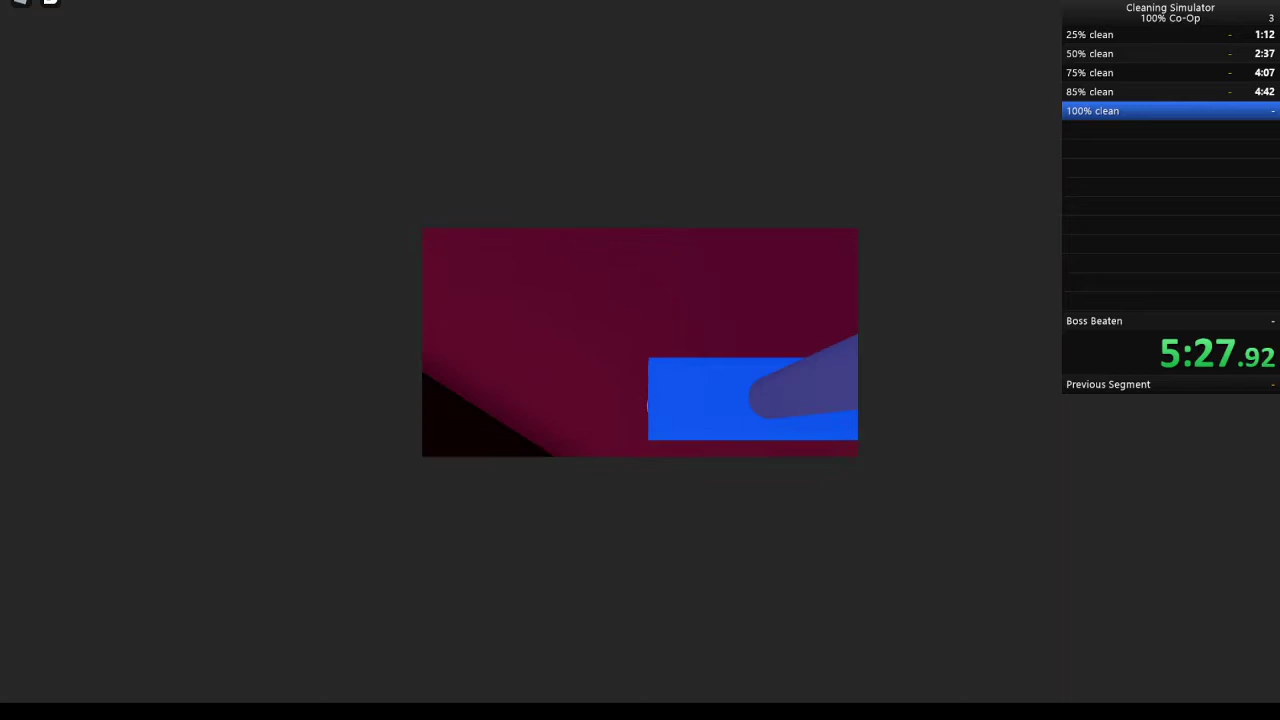 Cleaning Simulator
100% Co-Op 3
25% clean - 1:12
50% clean - 2:37
75% clean - 4:07
85% clean - 4:42
100% clean -
Boss Beaten -
5:27.92
Previous Segment -